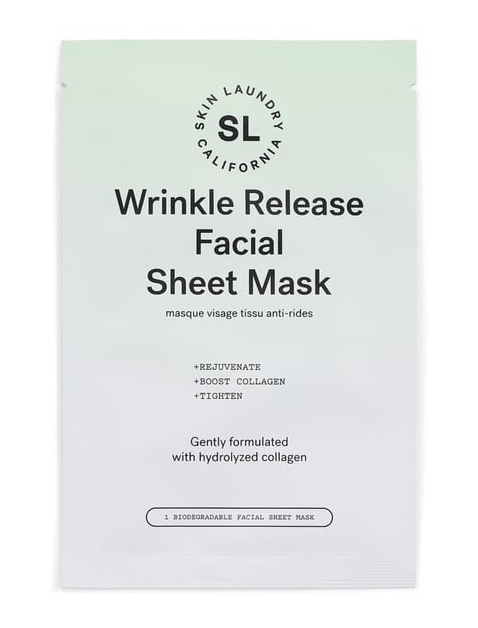 SKIN LAUNDRY
SL
CALIFORNIA
Wrinkle Release
Facial
Sheet Mask
masque visage tissu anti-rides
+REJUVENATE
+BOOST COLLAGEN
+TIGHTEN
Gently formulated
with hydrolyzed collagen
1 BIODEGRADABLE FACIAL SHEET MASK